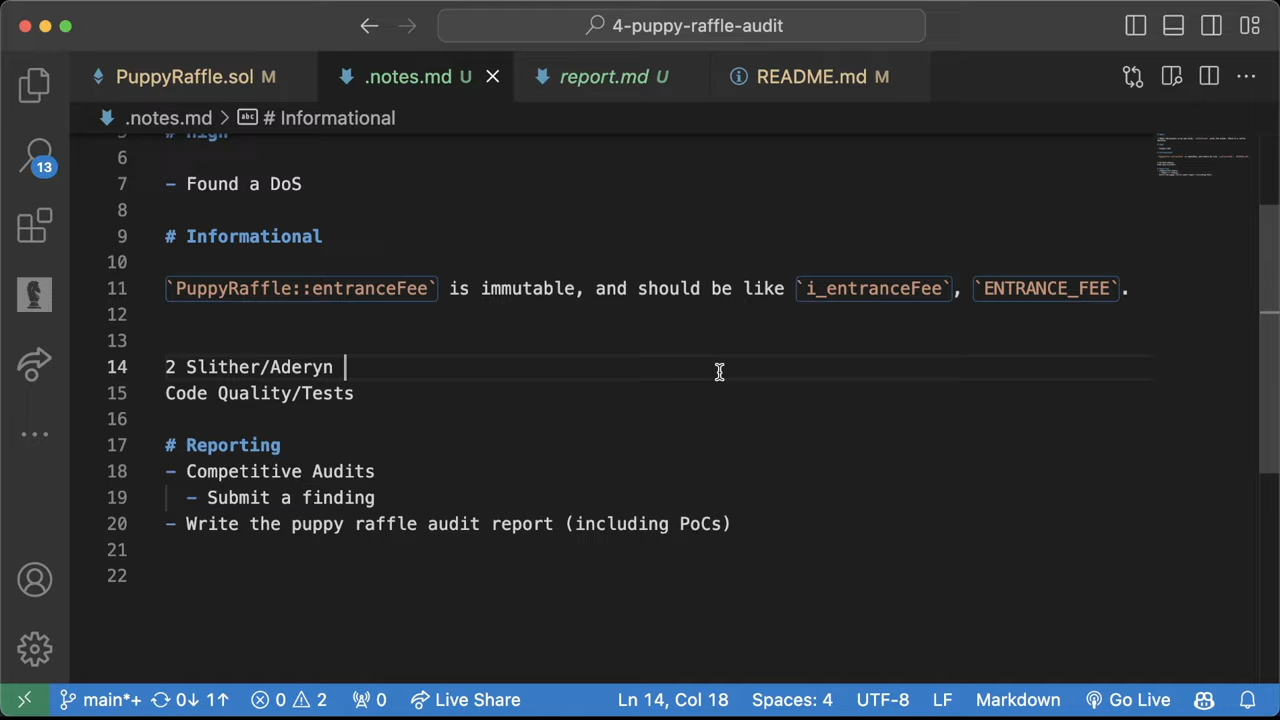 4-puppy-raffle-audit
PuppyRaffle.sol M
.notes.md U
report.md U
README.md M
.notes.md > # Informational
13
5 # High
6
7 - Found a DoS
8
9 # Informational
10
11 `PuppyRaffle::entranceFee` is immutable, and should be like `i_entranceFee`, `ENTRANCE_FEE`.
12
13
14 2 Slither/Aderyn
15 Code Quality/Tests
16
17 # Reporting
18 - Competitive Audits
19 - Submit a finding
20 - Write the puppy raffle audit report (including PoCs)
21
22
main*+ 0↓ 1↑ 0 2 0 Live Share Ln 14, Col 18 Spaces: 4 UTF-8 LF Markdown Go Live